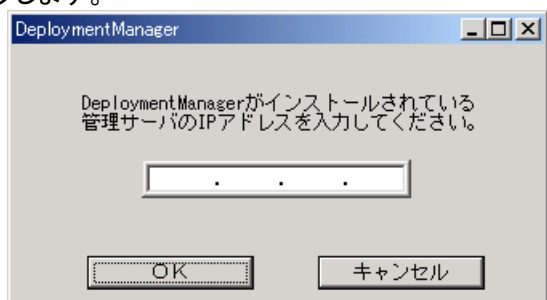 します。
DeploymentManager
DeploymentManagerがインストールされている
管理サーバのIPアドレスを入力してください。
. . .
OK
キャンセル